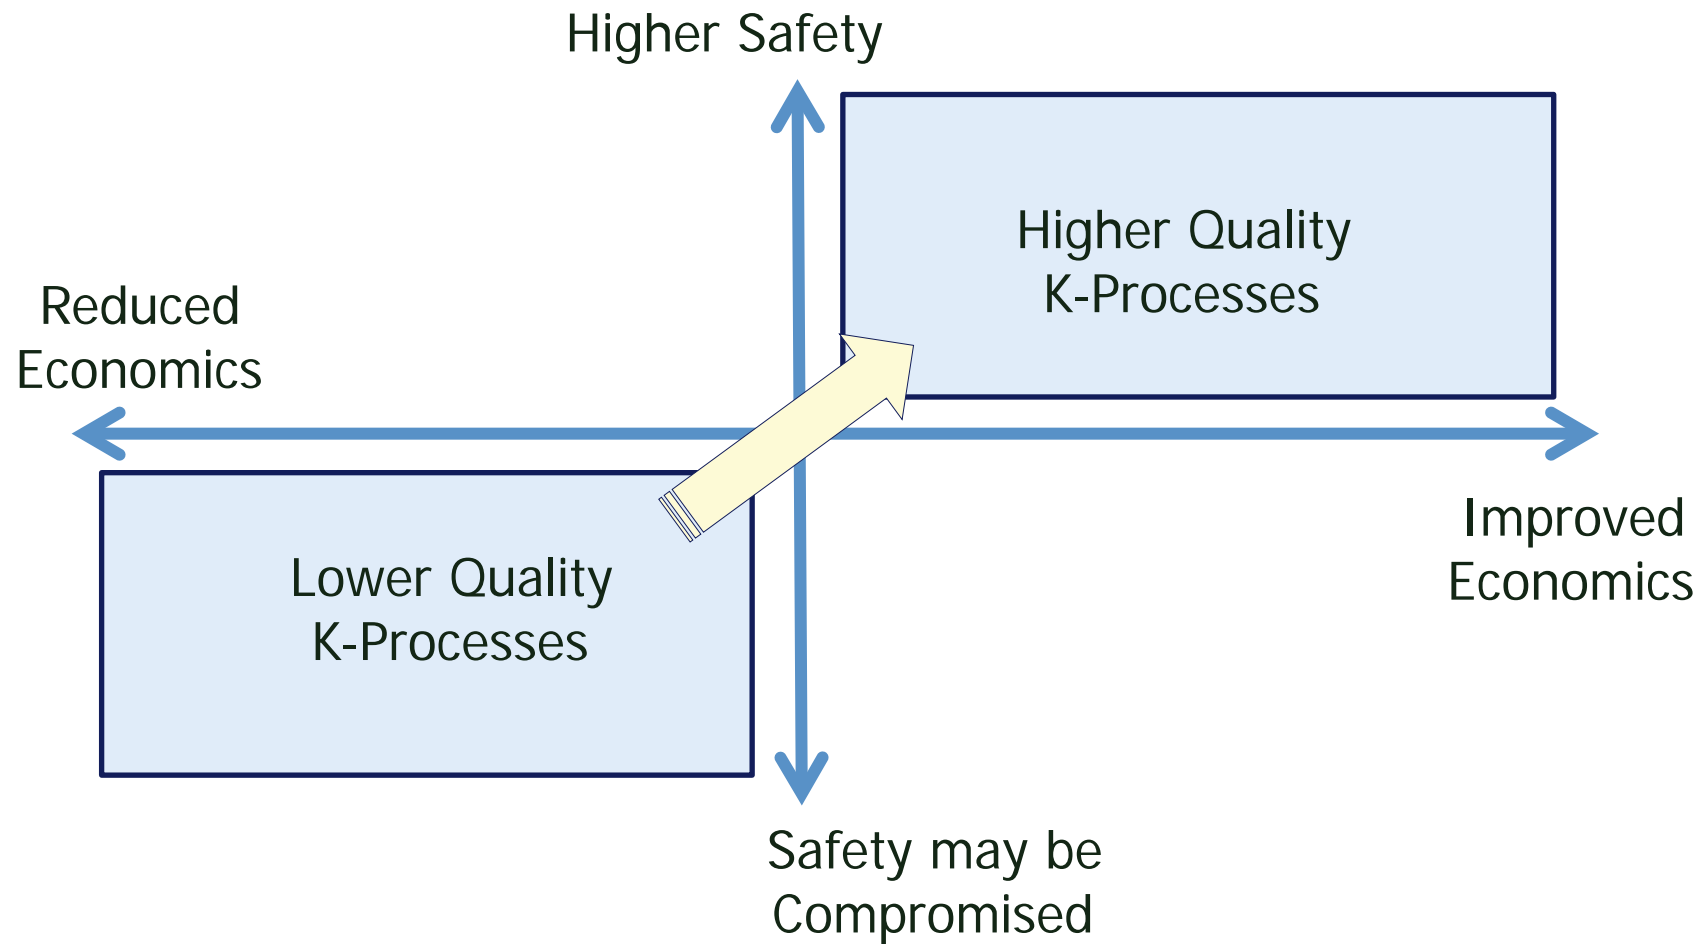 Higher Safety
Higher Quality
K-Processes
Reduced
Economics
Improved
Economics
Lower Quality
K-Processes
Safety may be
Compromised